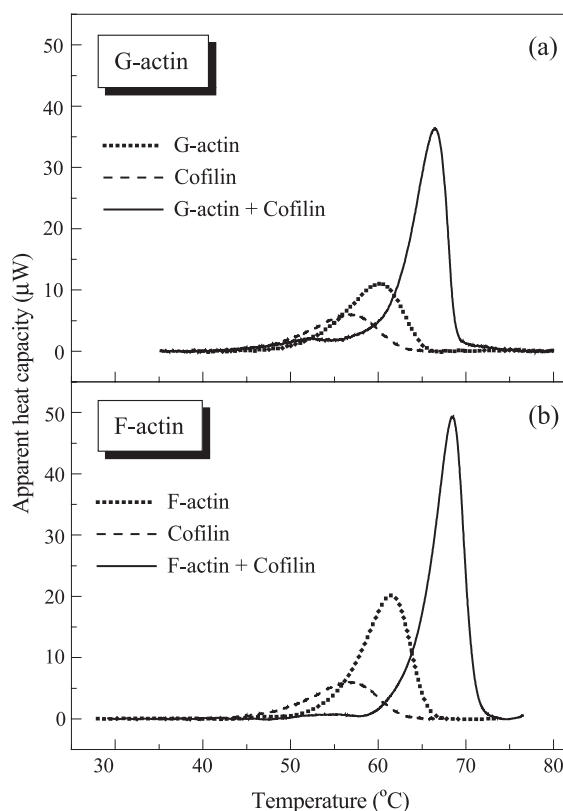 50
(a)
G-actin
40
G-actin
Cofilin
30
G-actin + Cofilin
20
10
0
Apparent heat capacity (μW)
50
(b)
F-actin
40
F-actin
Cofilin
30
F-actin + Cofilin
20
10
0
30 40 50 60 70 80
Temperature (°C)